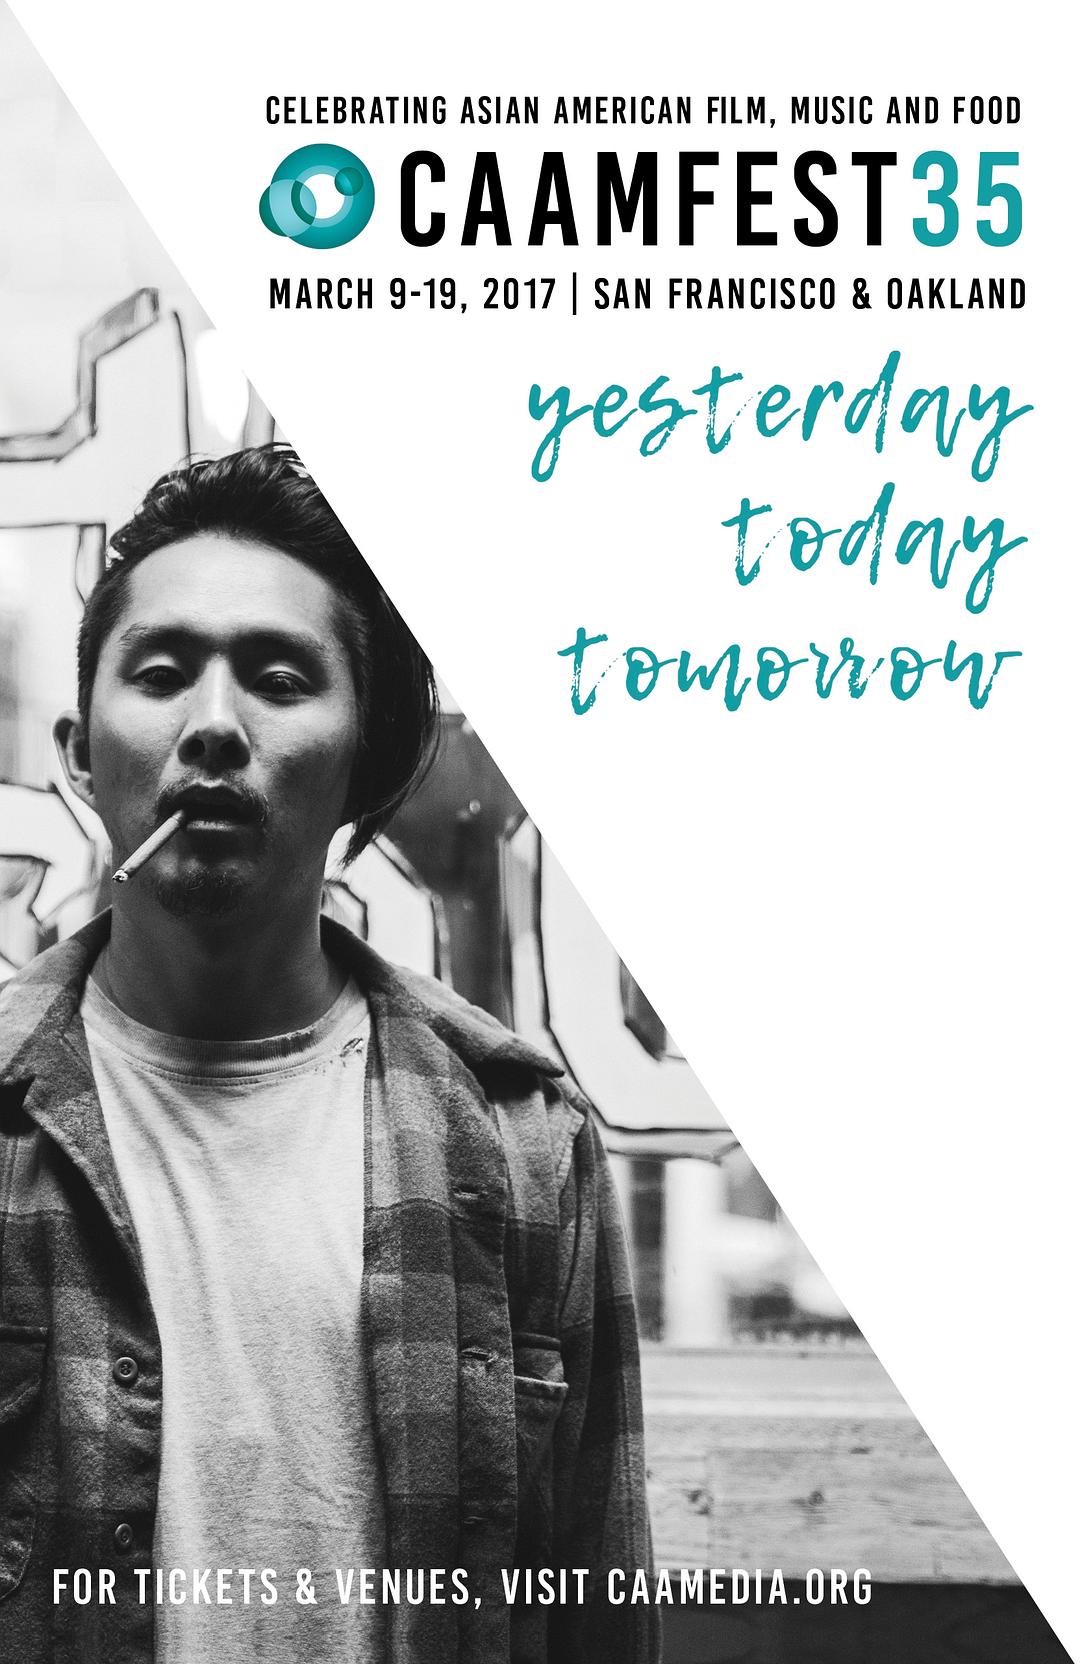 CELEBRATING ASIAN AMERICAN FILM, MUSIC AND FOOD
CAAMFEST35
MARCH 9-19, 2017 | SAN FRANCISCO & OAKLAND
yesterday
today
tomorrow
FOR TICKETS & VENUES, VISIT CAAMEDIA.ORG